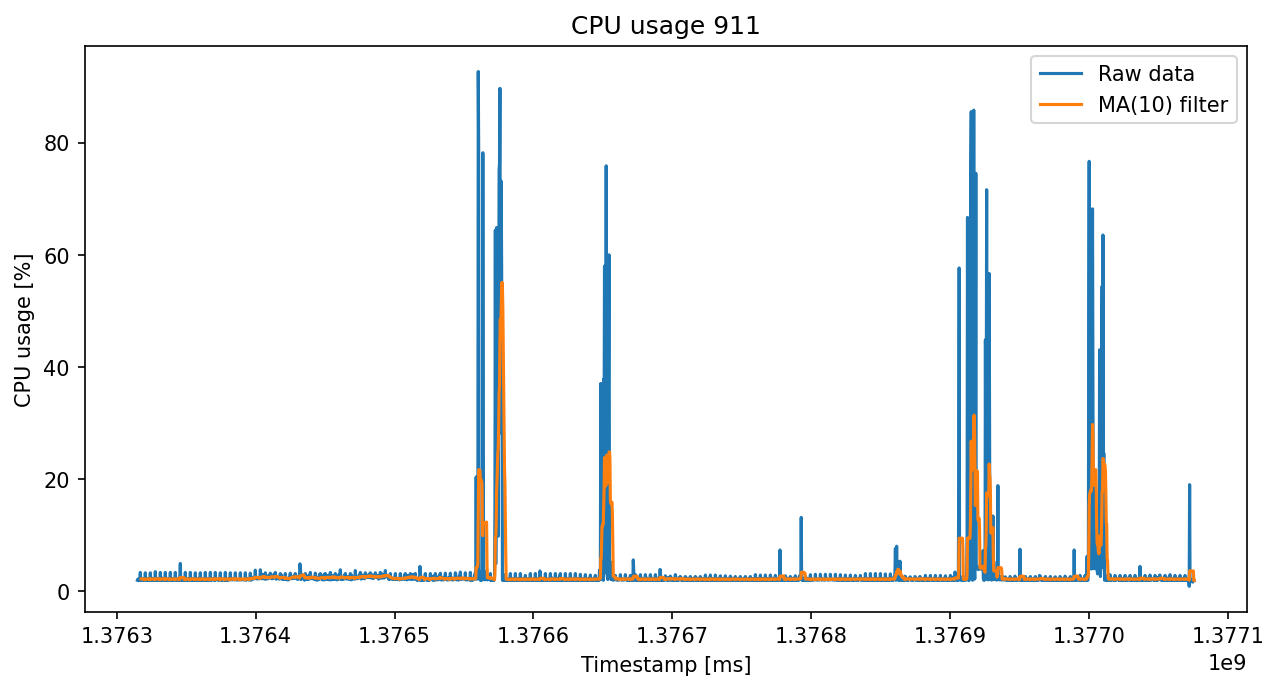 CPU usage 911
Raw data
MA(10) filter
CPU usage [%]
80
60
40
20
0
1.3763 1.3764 1.3765 1.3766 1.3767 1.3768 1.3769 1.3770 1.3771
1e9
Timestamp [ms]